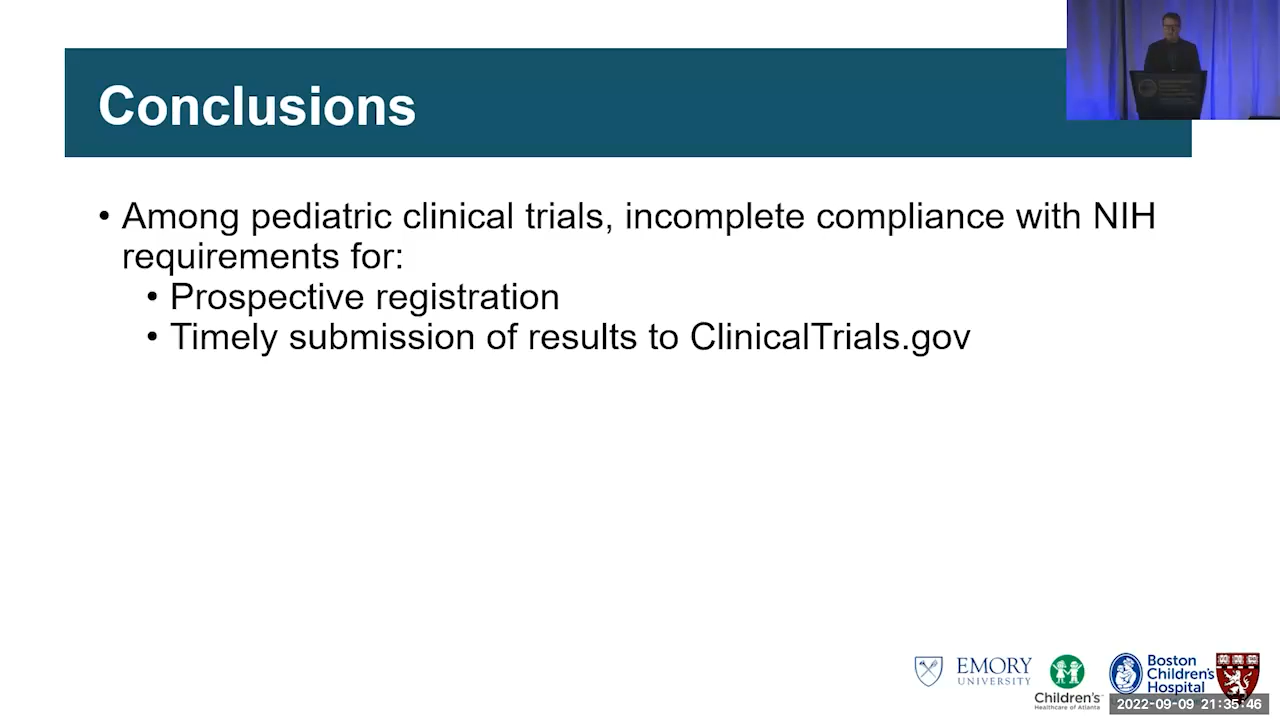 Conclusions
• Among pediatric clinical trials, incomplete compliance with NIH
requirements for:
• Prospective registration
• Timely submission of results to ClinicalTrials.gov
EMORY
UNIVERSITY
Children's
Healthcare of Atlanta
Boston
Children's
Hospital
2022-09-09 21:35:46